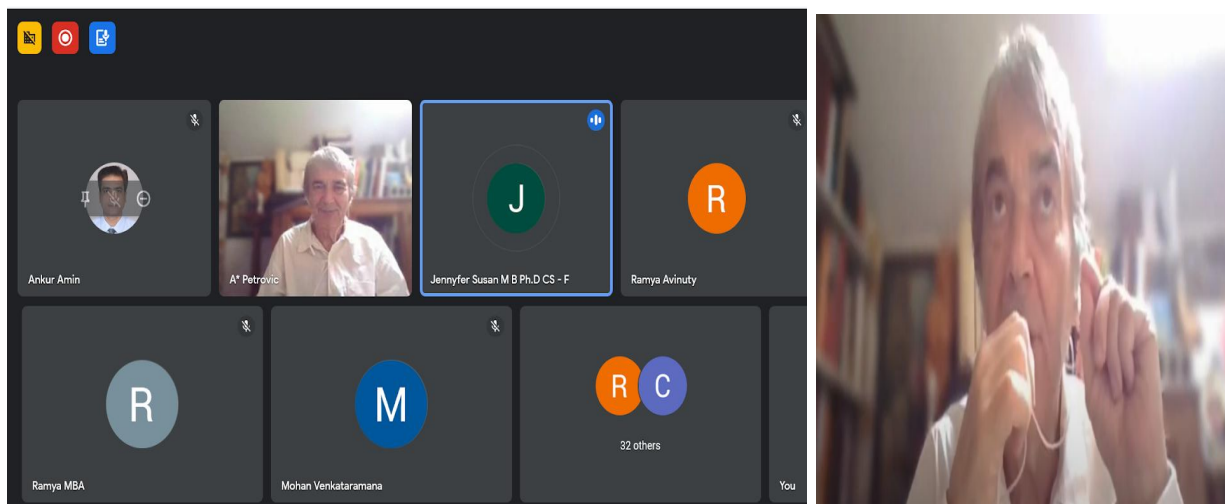 J
R
Ankur Amin
A* Petrovic
Jennyfer Susan M B Ph.D CS - F
Ramya Avinuty
R
M
R
C
32 others
Ramya MBA
Mohan Venkataramana
You